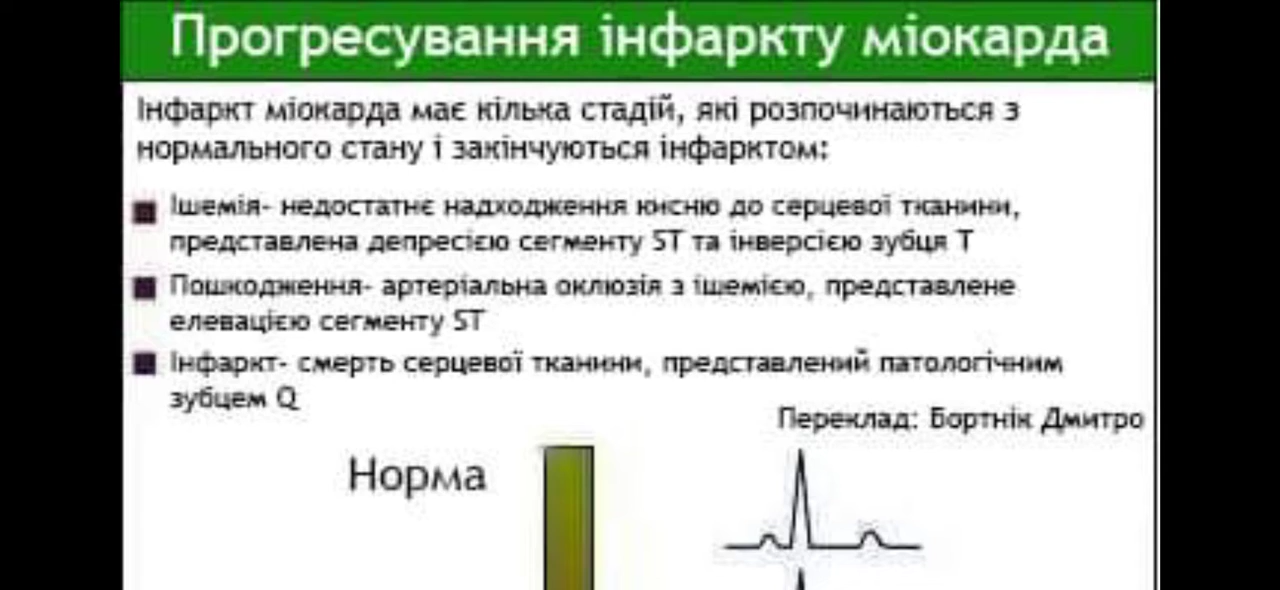 Прогресування інфаркту міокарда
Інфаркт міокарда має кілька стадій, які розпочинаються з
нормального стану і закінчуються інфарктом:
Ішемія- недостатнє надходження кисню до серцевої тканини,
представлена депресією сегменту ST та інверсією зубця Т
Пошкодження- артеріальна оклюзія з ішемією, представлене
елевацією сегменту ST
Інфаркт- смерть серцевої тканини, представлений патологічним
зубцем Q
Переклад: Бортнік Дмитро
Норма